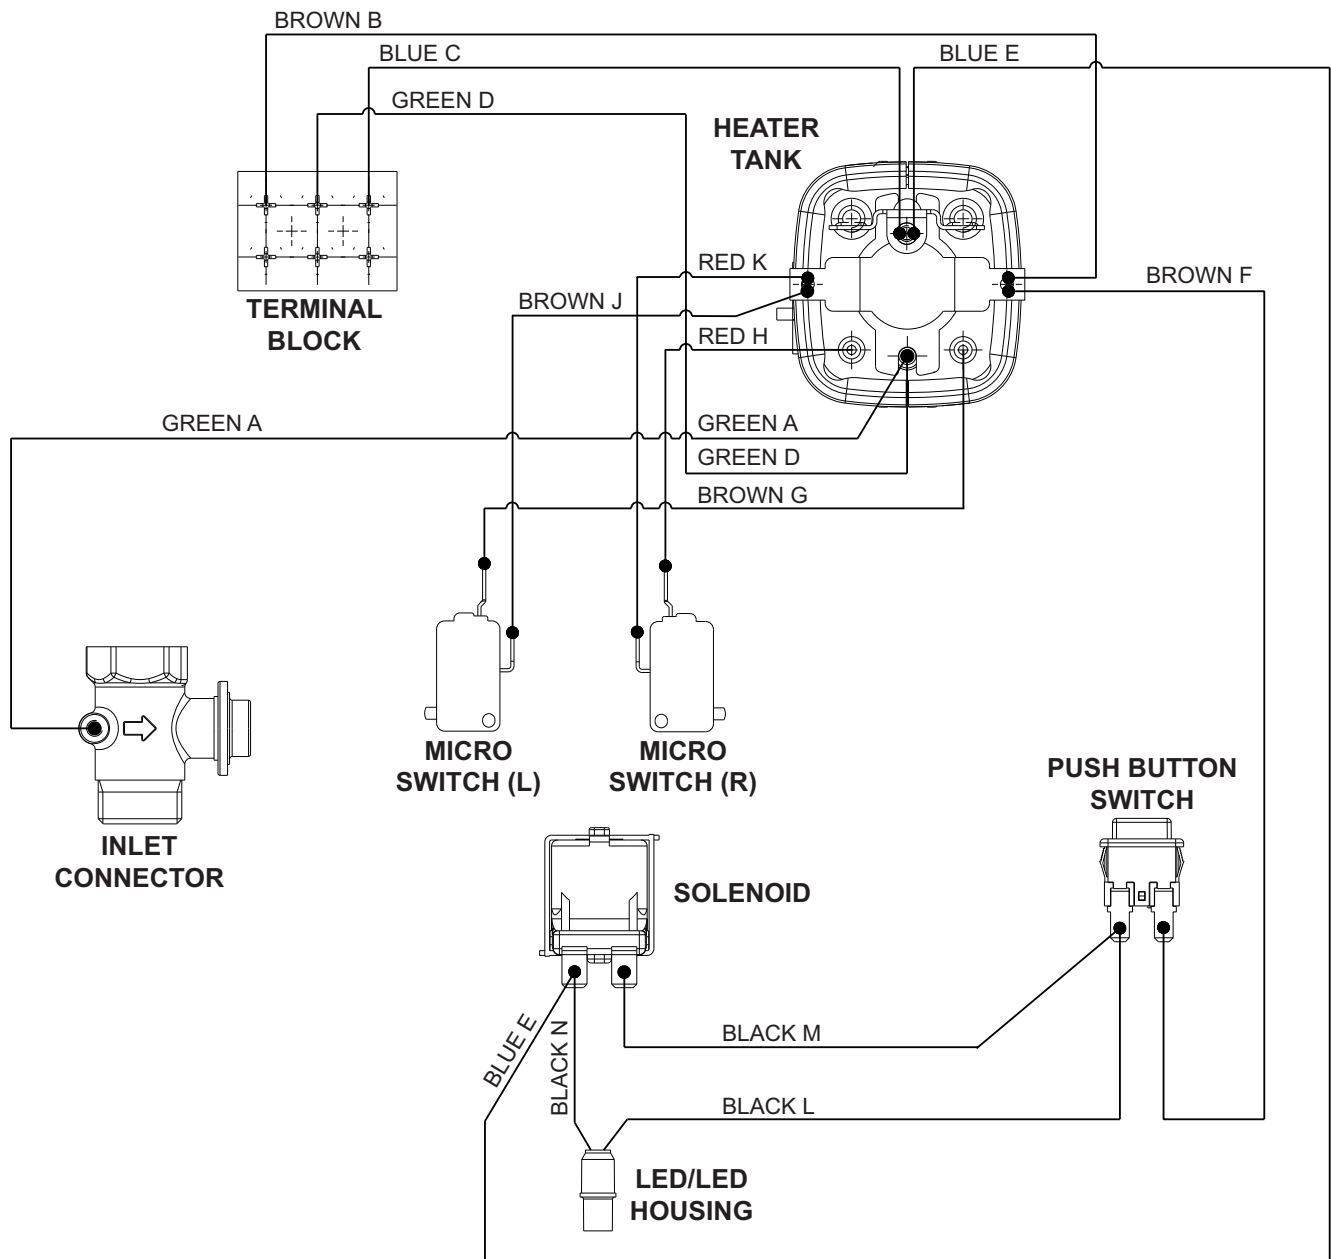 BROWN B
BLUE C
BLUE E
GREEN D
HEATER
TANK
RED K
BROWN F
BROWN J
TERMINAL
BLOCK
RED H
GREEN A
GREEN A
GREEN D
BROWN G
MICRO
SWITCH (L)
MICRO
SWITCH (R)
PUSH BUTTON
SWITCH
INLET
CONNECTOR
SOLENOID
BLUE E
BLACK N
BLACK M
BLACK L
LED/LED
HOUSING